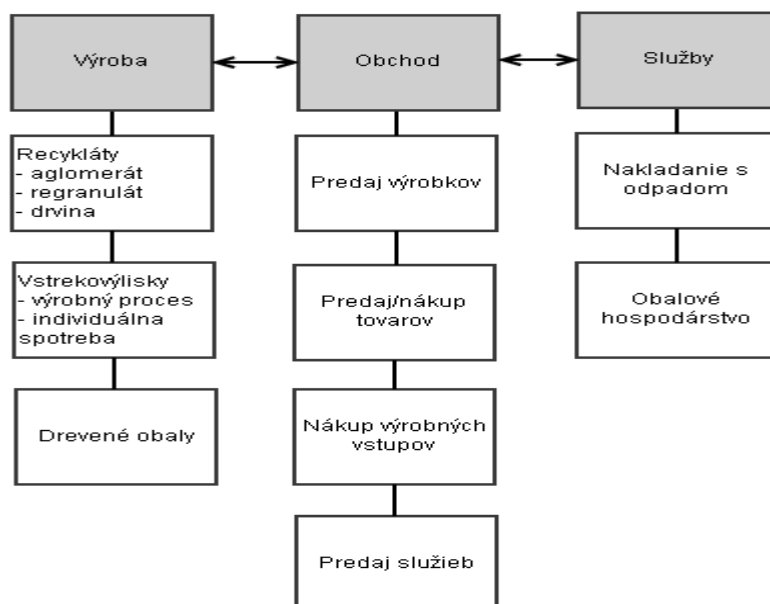 Výroba
Recykláty
- aglomerát
- regranulát
- drvina
Vstrekovýlisky
- výrobný proces
- individuálna
spotreba
Drevené obaly
Obchod
Predaj výrobkov
Predaj/nákup
tovarov
Nákup výrobných
vstupov
Predaj služieb
Služby
Nakladanie s
odpadom
Obalové
hospodárstvo